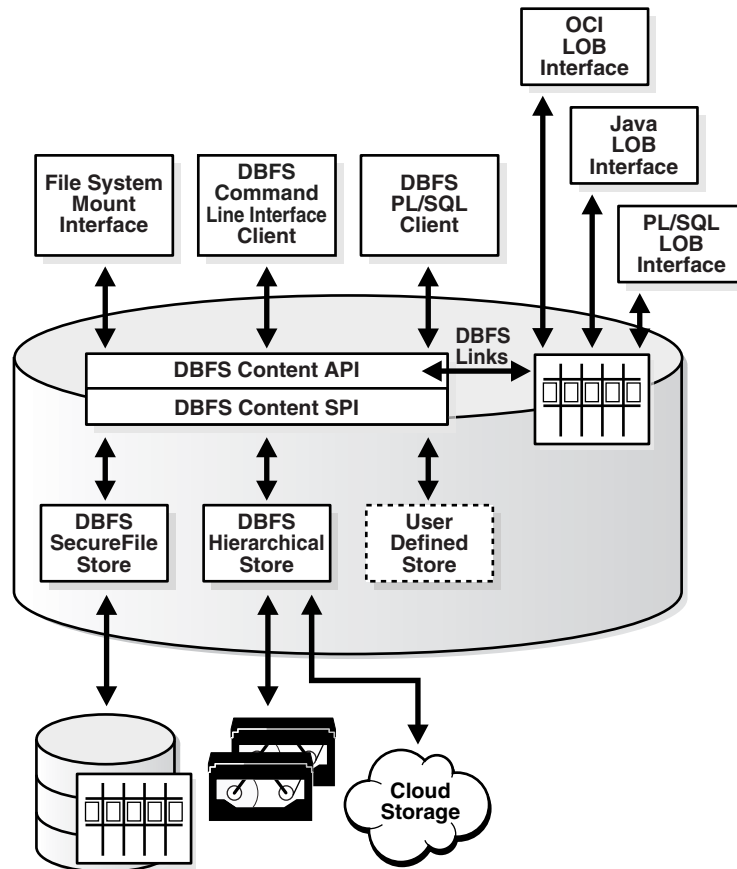 OCI
LOB
Interface
Java
LOB
Interface
PL/SQL
LOB
Interface
File System
Mount
Interface
DBFS
Command
Line Interface
Client
DBFS
PL/SQL
Client
DBFS
Links
DBFS Content API
DBFS Content SPI
DBFS
SecureFile
Store
DBFS
Hierarchical
Store
User
Defined
Store
Cloud
Storage